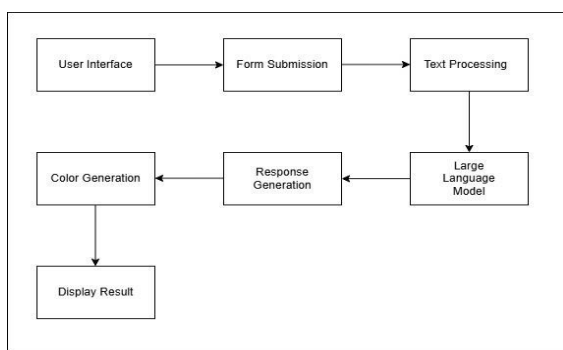 User Interface
Form Submission
Text Processing
Color Generation
Response
Generation
Large
Language
Model
Display Result